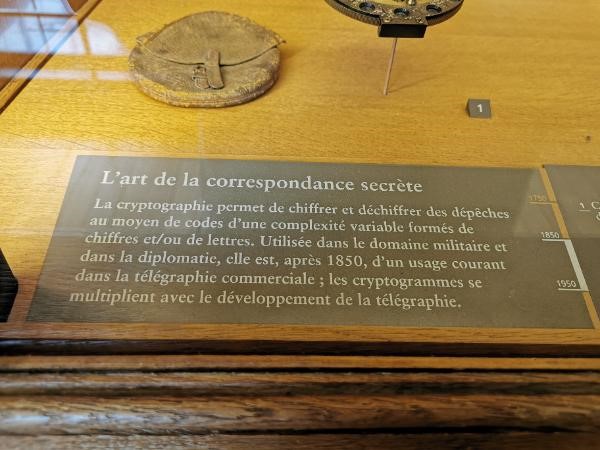 1
L'art de la correspondance secrète
La cryptographie permet de chiffrer et déchiffrer des dépêches
au moyen de codes d'une complexité variable formés de
chiffres et/ou de lettres. Utilisée dans le domaine militaire et
dans la diplomatie, elle est, après 1850, d'un usage courant
dans la télégraphie commerciale ; les cryptogrammes se
multiplient avec le développement de la télégraphie.
1750
1850
1950
1